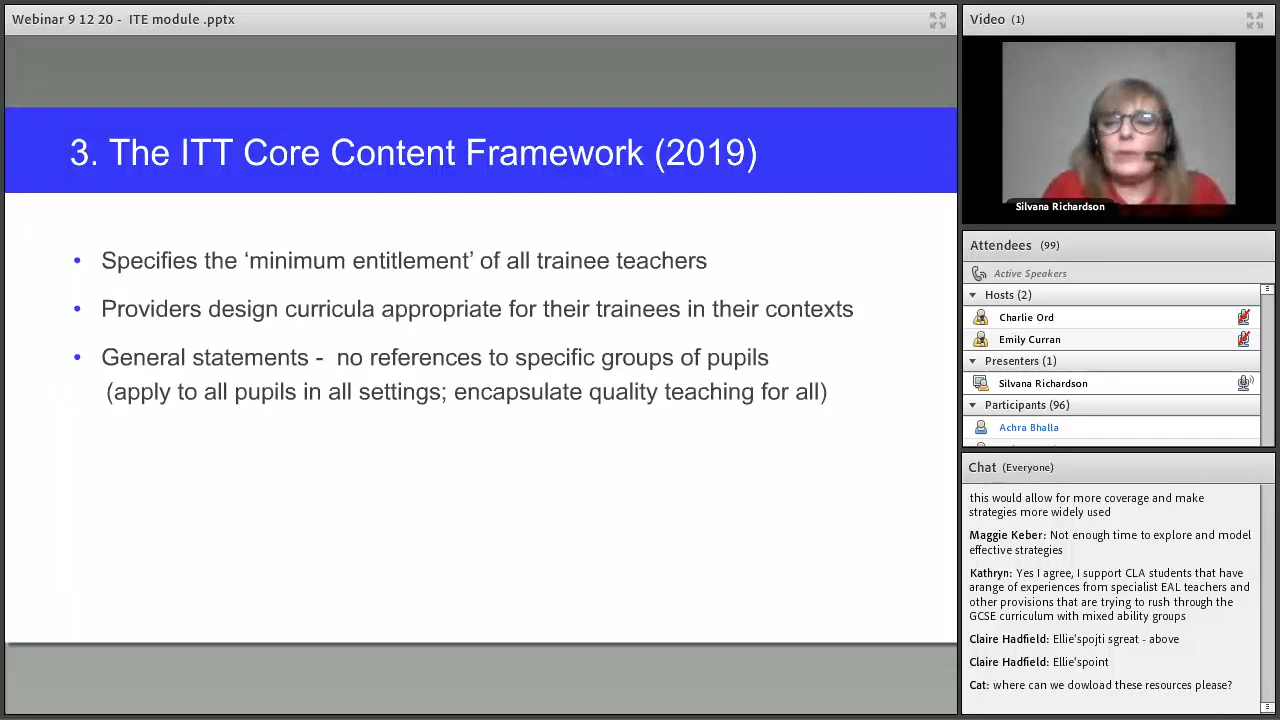 Webinar 9 12 20 - ITE module .pptx
3. The ITT Core Content Framework (2019)
• Specifies the ‘minimum entitlement’ of all trainee teachers
• Providers design curricula appropriate for their trainees in their contexts
• General statements - no references to specific groups of pupils
(apply to all pupils in all settings; encapsulate quality teaching for all)
Video (1)
Silvana Richardson
Attendees (99)
Active Speakers
Hosts (2)
Charlie Ord
Emily Curran
Presenters (1)
Silvana Richardson
Participants (96)
Achra Bhalla
Chat (Everyone)
this would allow for more coverage and make
strategies more widely used
Maggie Keber: Not enough time to explore and model
effective strategies
Kathryn: Yes I agree, I support CLA students that have
arange of experiences from specialist EAL teachers and
other provisions that are trying to rush through the
GCSE curriculum with mixed ability groups
Claire Hadfield: Ellie'spojti sgreat - above
Claire Hadfield: Ellie'spoint
Cat: where can we dowload these resources please?